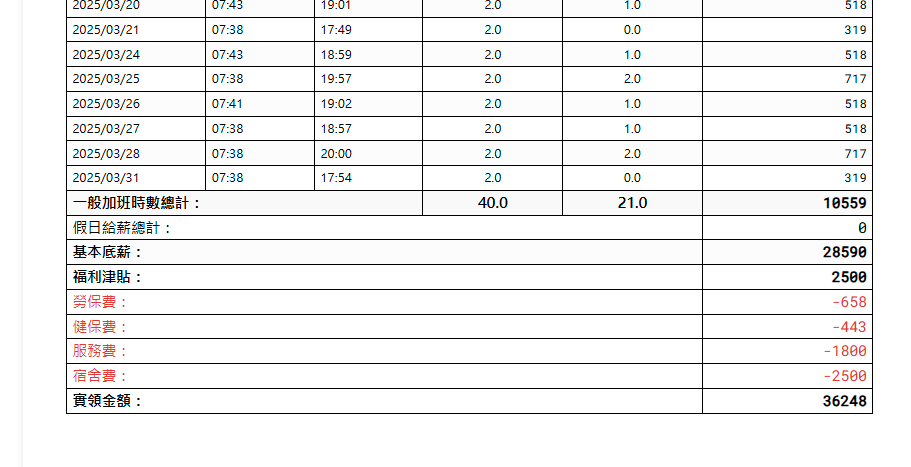 2025/03/20 07:43 19:01 2.0 1.0 518
2025/03/21 07:38 17:49 2.0 0.0 319
2025/03/24 07:43 18:59 2.0 1.0 518
2025/03/25 07:38 19:57 2.0 2.0 717
2025/03/26 07:41 19:02 2.0 1.0 518
2025/03/27 07:38 18:57 2.0 1.0 518
2025/03/28 07:38 20:00 2.0 2.0 717
2025/03/31 07:38 17:54 2.0 0.0 319
一般加班時數總計： 40.0 21.0 10559
假日給薪總計： 0
基本底薪： 28590
福利津貼： 2500
勞保費： -658
健保費： -443
服務費： -1800
宿舍費： -2500
實領金額： 36248